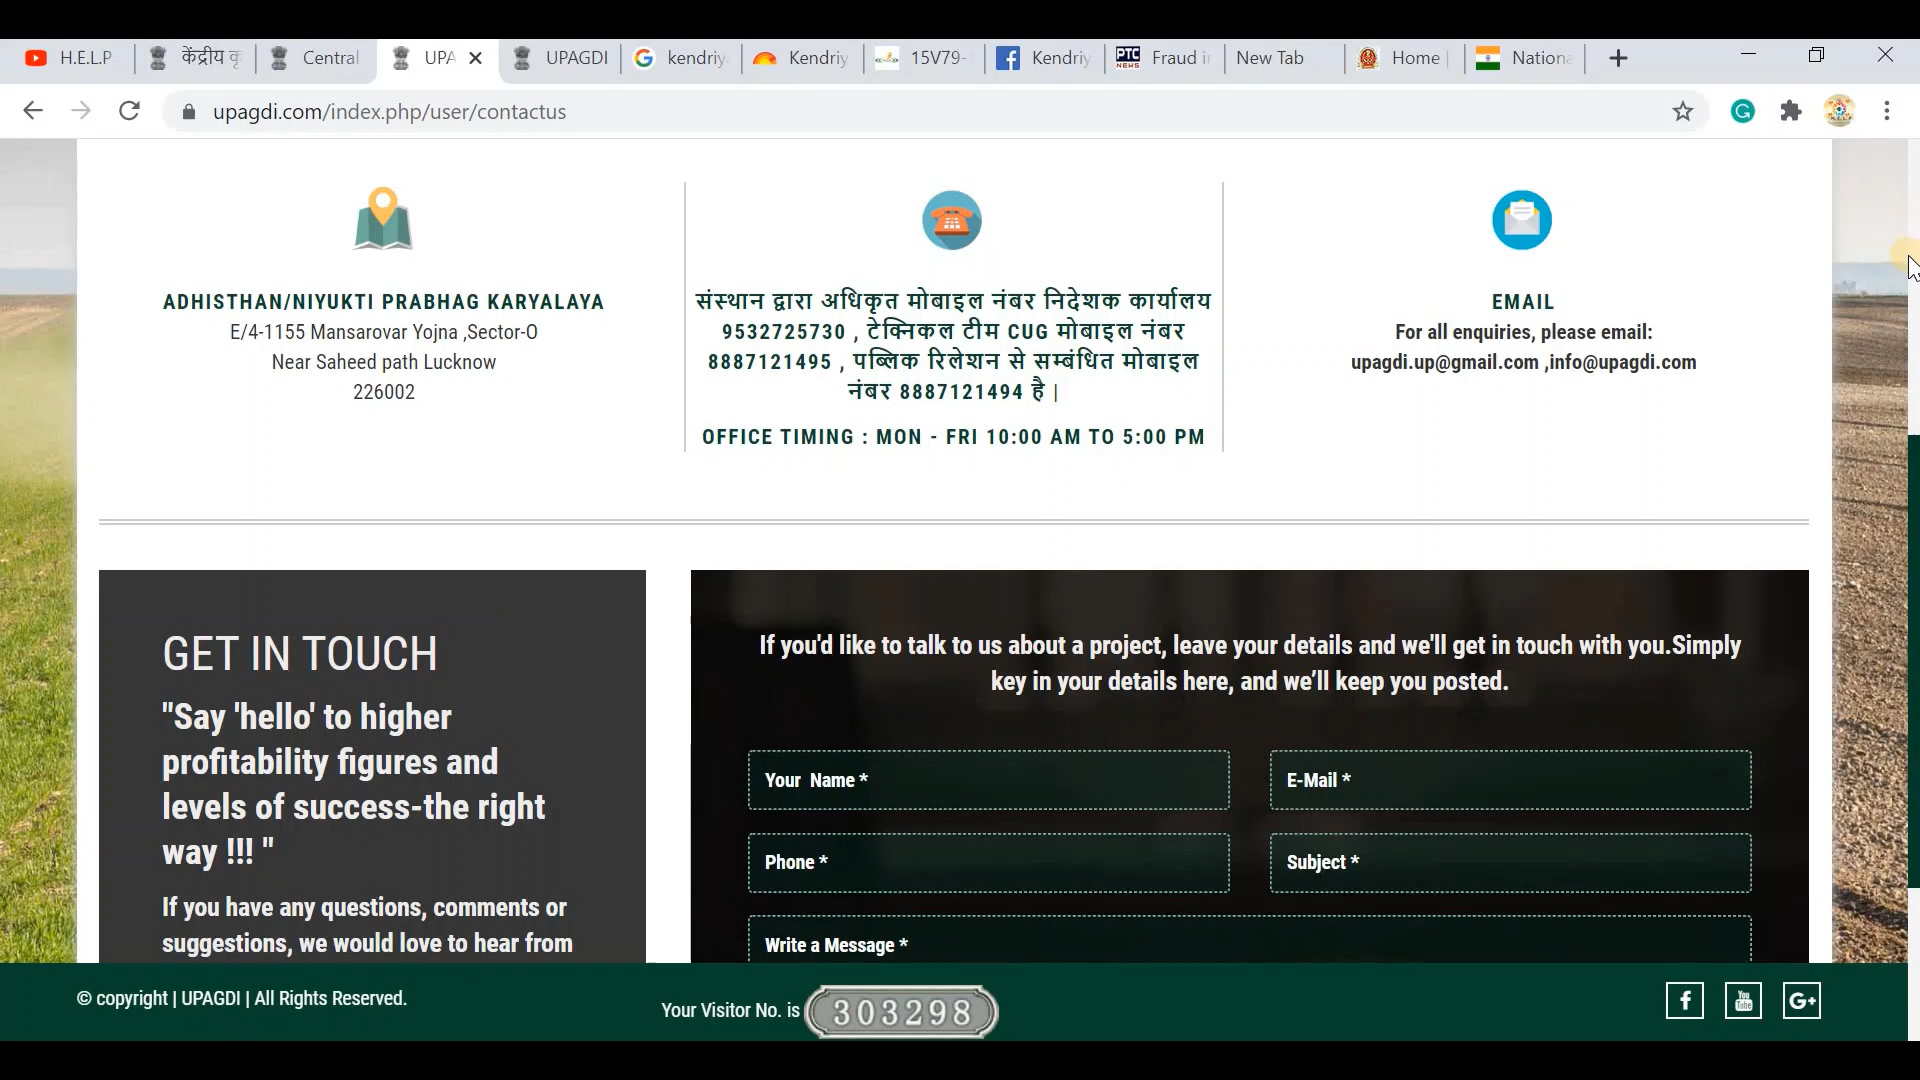 H.E.L.P
केंद्रीय कृ
Central
UPA
UPAGDI
kendriy
Kendriy
15V79-
Kendriy
PTC NEWS
Fraud in
New Tab
Home
Nationa
upagdi.com/index.php/user/contactus
ADHISTHAN/NIYUKTI PRABHAG KARYALAYA
E/4-1155 Mansarovar Yojna ,Sector-O
Near Saheed path Lucknow
226002
संस्थान द्वारा अधिकृत मोबाइल नंबर निदेशक कार्यालय
9532725730 , टेक्निकल टीम CUG मोबाइल नंबर
8887121495 , पब्लिक रिलेशन से सम्बंधित मोबाइल
नंबर 8887121494 है |
OFFICE TIMING : MON - FRI 10:00 AM TO 5:00 PM
EMAIL
For all enquiries, please email:
upagdi.up@gmail.com ,info@upagdi.com
GET IN TOUCH
"Say 'hello' to higher
profitability figures and
levels of success-the right
way !!! "
If you have any questions, comments or
suggestions, we would love to hear from
If you'd like to talk to us about a project, leave your details and we'll get in touch with you.Simply
key in your details here, and we’ll keep you posted.
Your Name *
E-Mail *
Phone *
Subject *
Write a Message *
© copyright | UPAGDI | All Rights Reserved.
Your Visitor No. is 303298
f
You Tube
G+